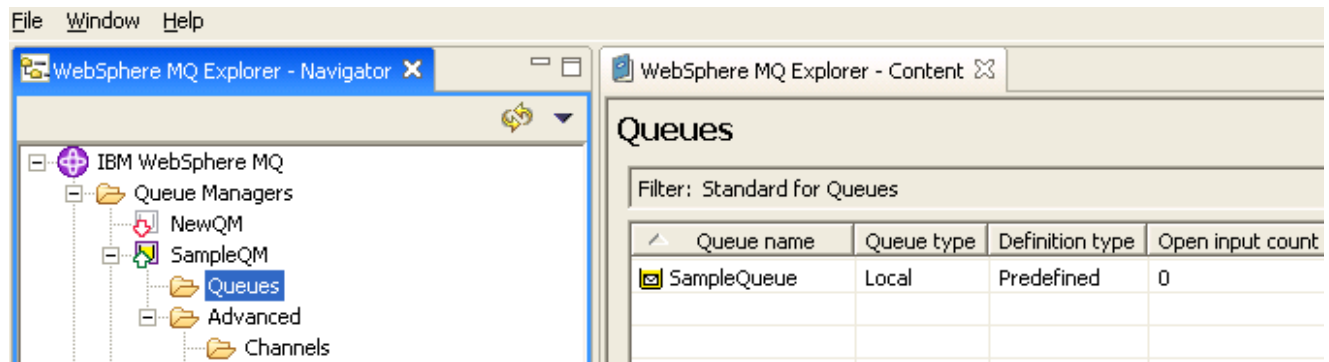 File Window Help
WebSphere MQ Explorer - Navigator
IBM WebSphere MQ
Queue Managers
NewQM
SampleQM
Queues
Advanced
Channels
WebSphere MQ Explorer - Content
Queues
Filter: Standard for Queues
Queue name Queue type Definition type Open input count
SampleQueue Local Predefined 0